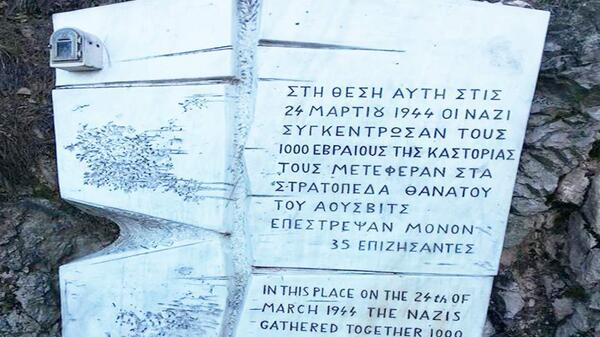 ΣΤΗ ΘΕΣΗ ΑΥΤΗ ΣΤΙΣ
24 ΜΑΡΤΙΟΥ 1944 ΟΙ ΝΑΖΙ
ΣΥΓΚΕΝΤΡΩΣΑΝ ΤΟΥΣ
1000 ΕΒΡΑΙΟΥΣ ΤΗΣ ΚΑΣΤΟΡΙΑΣ
ΤΟΥΣ ΜΕΤΕΦΕΡΑΝ ΣΤΑ
ΣΤΡΑΤΟΠΕΔΑ ΘΑΝΑΤΟΥ
ΤΟΥ ΑΟΥΣΒΙΤΣ
ΕΠΕΣΤΡΕΨΑΝ ΜΟΝΟΝ
35 ΕΠΙΖΗΣΑΝΤΕΣ
IN THIS PLACE ON THE 24th OF
MARCH 1944 THE NAZIS
GATHERED TOGETHER 1000